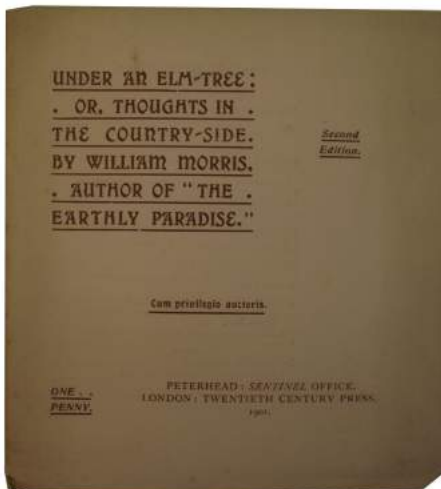 UNDER AN ELM-TREE:
. OR, THOUGHTS IN .
THE COUNTRY-SIDE.
BY WILLIAM MORRIS,
. AUTHOR OF "THE .
EARTHLY PARADISE."
Second
Edition.
Cum privilegio auctoris.
ONE . .
PENNY.
PETERHEAD: SENTINEL OFFICE.
LONDON: TWENTIETH CENTURY PRESS.
1901.